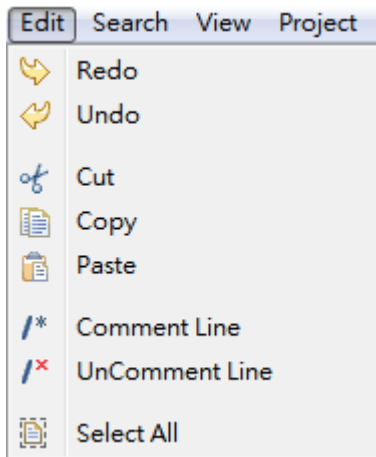 Edit Search View Project
Redo
Undo
Cut
Copy
Paste
Comment Line
UnComment Line
Select All